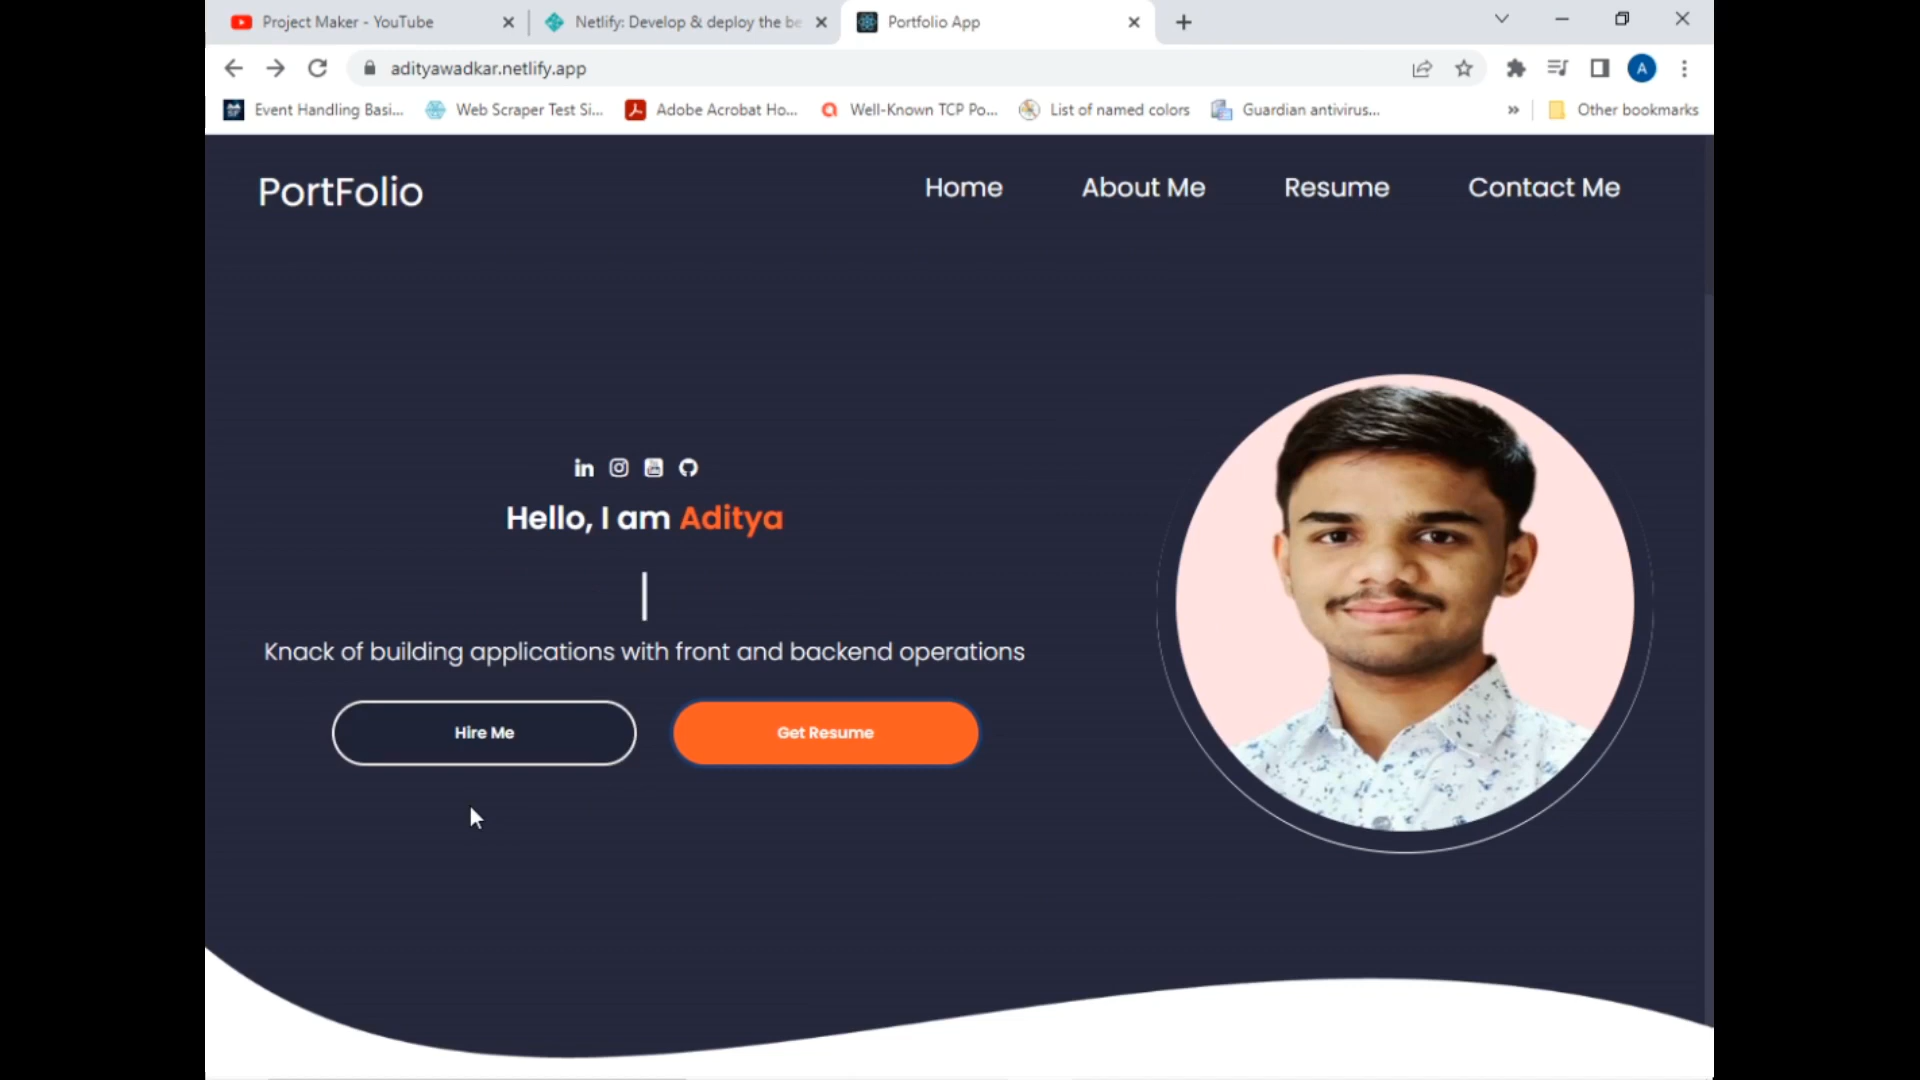 Project Maker - YouTube
Netlify: Develop & deploy the be
Portfolio App
adityawadkar.netlify.app
A
Event Handling Basi...
Web Scraper Test Si...
Adobe Acrobat Ho...
Well-Known TCP Po...
List of named colors
Guardian antivirus...
»
Other bookmarks
PortFolio
Home
About Me
Resume
Contact Me
in
Hello, I am Aditya
Knack of building applications with front and backend operations
Hire Me
Get Resume